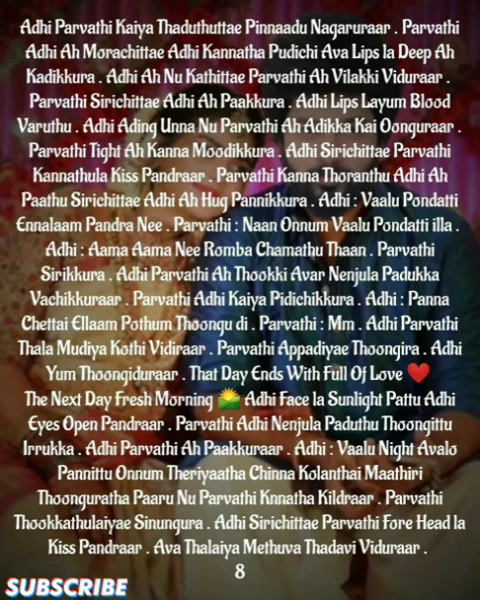 Adhi Parvathi Kaiya Thaduthuttae Pinnaadu Nagaruraar . Parvathi
Adhi Ah Morachittae Adhi Kannatha Pudichi Ava Lips la Deep Ah
Kadikkura . Adhi Ah Nu Kathittae Parvathi Ah Vilakki Viduraar .
Parvathi Sirichittae Adhi Ah Paakkura . Adhi Lips Layum Blood
Varuthu . Adhi Ading Unna Nu Parvathi Ah Adikka Kai Oonguraar .
Parvathi Tight Ah Kanna Moodikkura . Adhi Sirichittae Parvathi
Kannathula Kiss Pandraar . Parvathi Kanna Thoranthu Adhi Ah
Paathu Sirichittae Adhi Ah Hug Pannikkura . Adhi : Vaalu Pondatti
Ennalaam Pandra Nee . Parvathi : Naan Onnum Vaalu Pondatti illa .
Adhi : Aama Aama Nee Romba Chamathu Thaan . Parvathi
Sirikkura . Adhi Parvathi Ah Thookki Avar Nenjula Padukka
Vachikkuraar . Parvathi Adhi Kaiya Pidichikkura . Adhi : Panna
Chettai Ellaam Pothum Thoongu di . Parvathi : Mm . Adhi Parvathi
Thala Mudiya Kothi Vidiraar . Parvathi Appadiyae Thoongira . Adhi
Yum Thoongiduraar . That Day Ends With Full Of Love ❤️
The Next Day Fresh Morning 🌅 Adhi Face la Sunlight Pattu Adhi
Eyes Open Pandraar . Parvathi Adhi Nenjula Paduthu Thoongittu
Irrukka . Adhi Parvathi Ah Paakkuraar . Adhi : Vaalu Night Avalo
Pannittu Onnum Theriyaatha Chinna Kolanthai Maathiri
Thoonguratha Paaru Nu Parvathi Knnatha Kildraar . Parvathi
Thookkathulaiyae Sinungura . Adhi Sirichittae Parvathi Fore Head la
Kiss Pandraar . Ava Thalaiya Methuva Thadavi Viduraar .
8
SUBSCRIBE